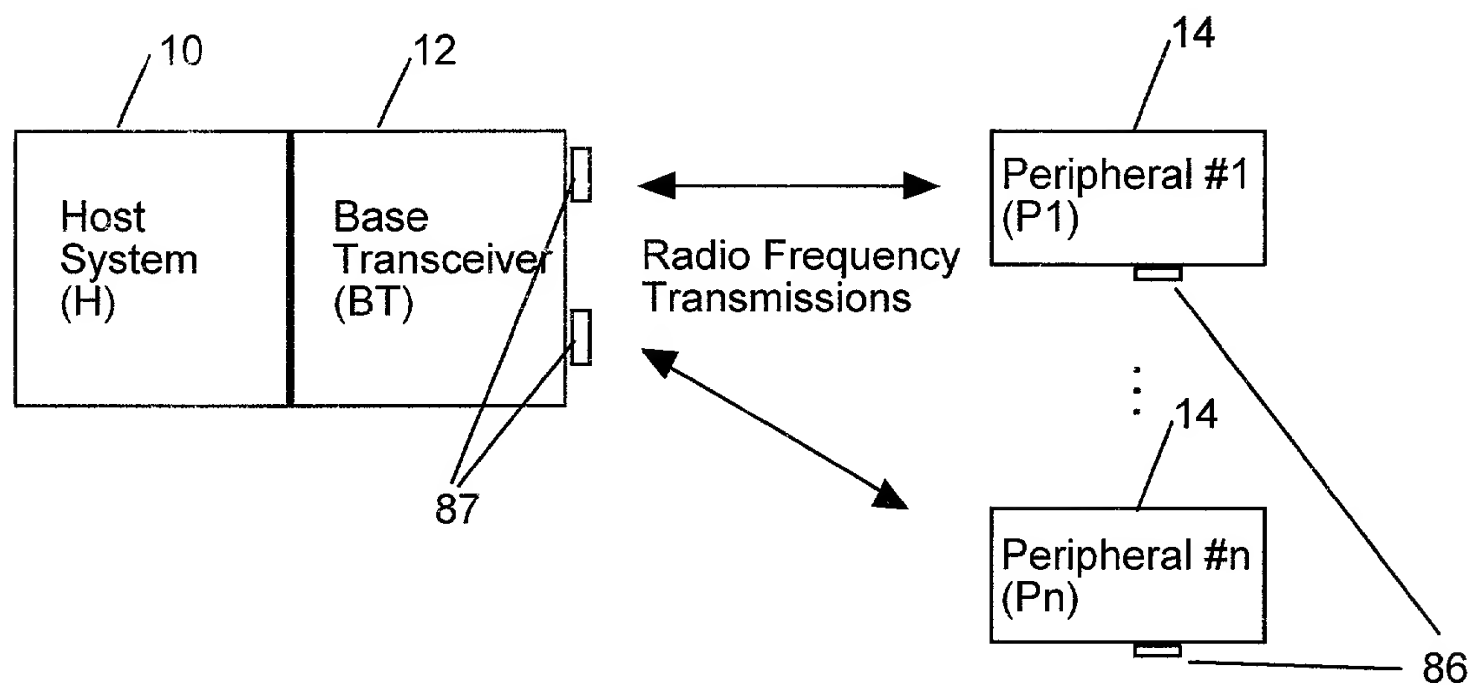 10
12
14
Host
System
(H)
Base
Transceiver
(BT)
Radio Frequency
Transmissions
Peripheral #1
(P1)
14
87
Peripheral #n
(Pn)
86